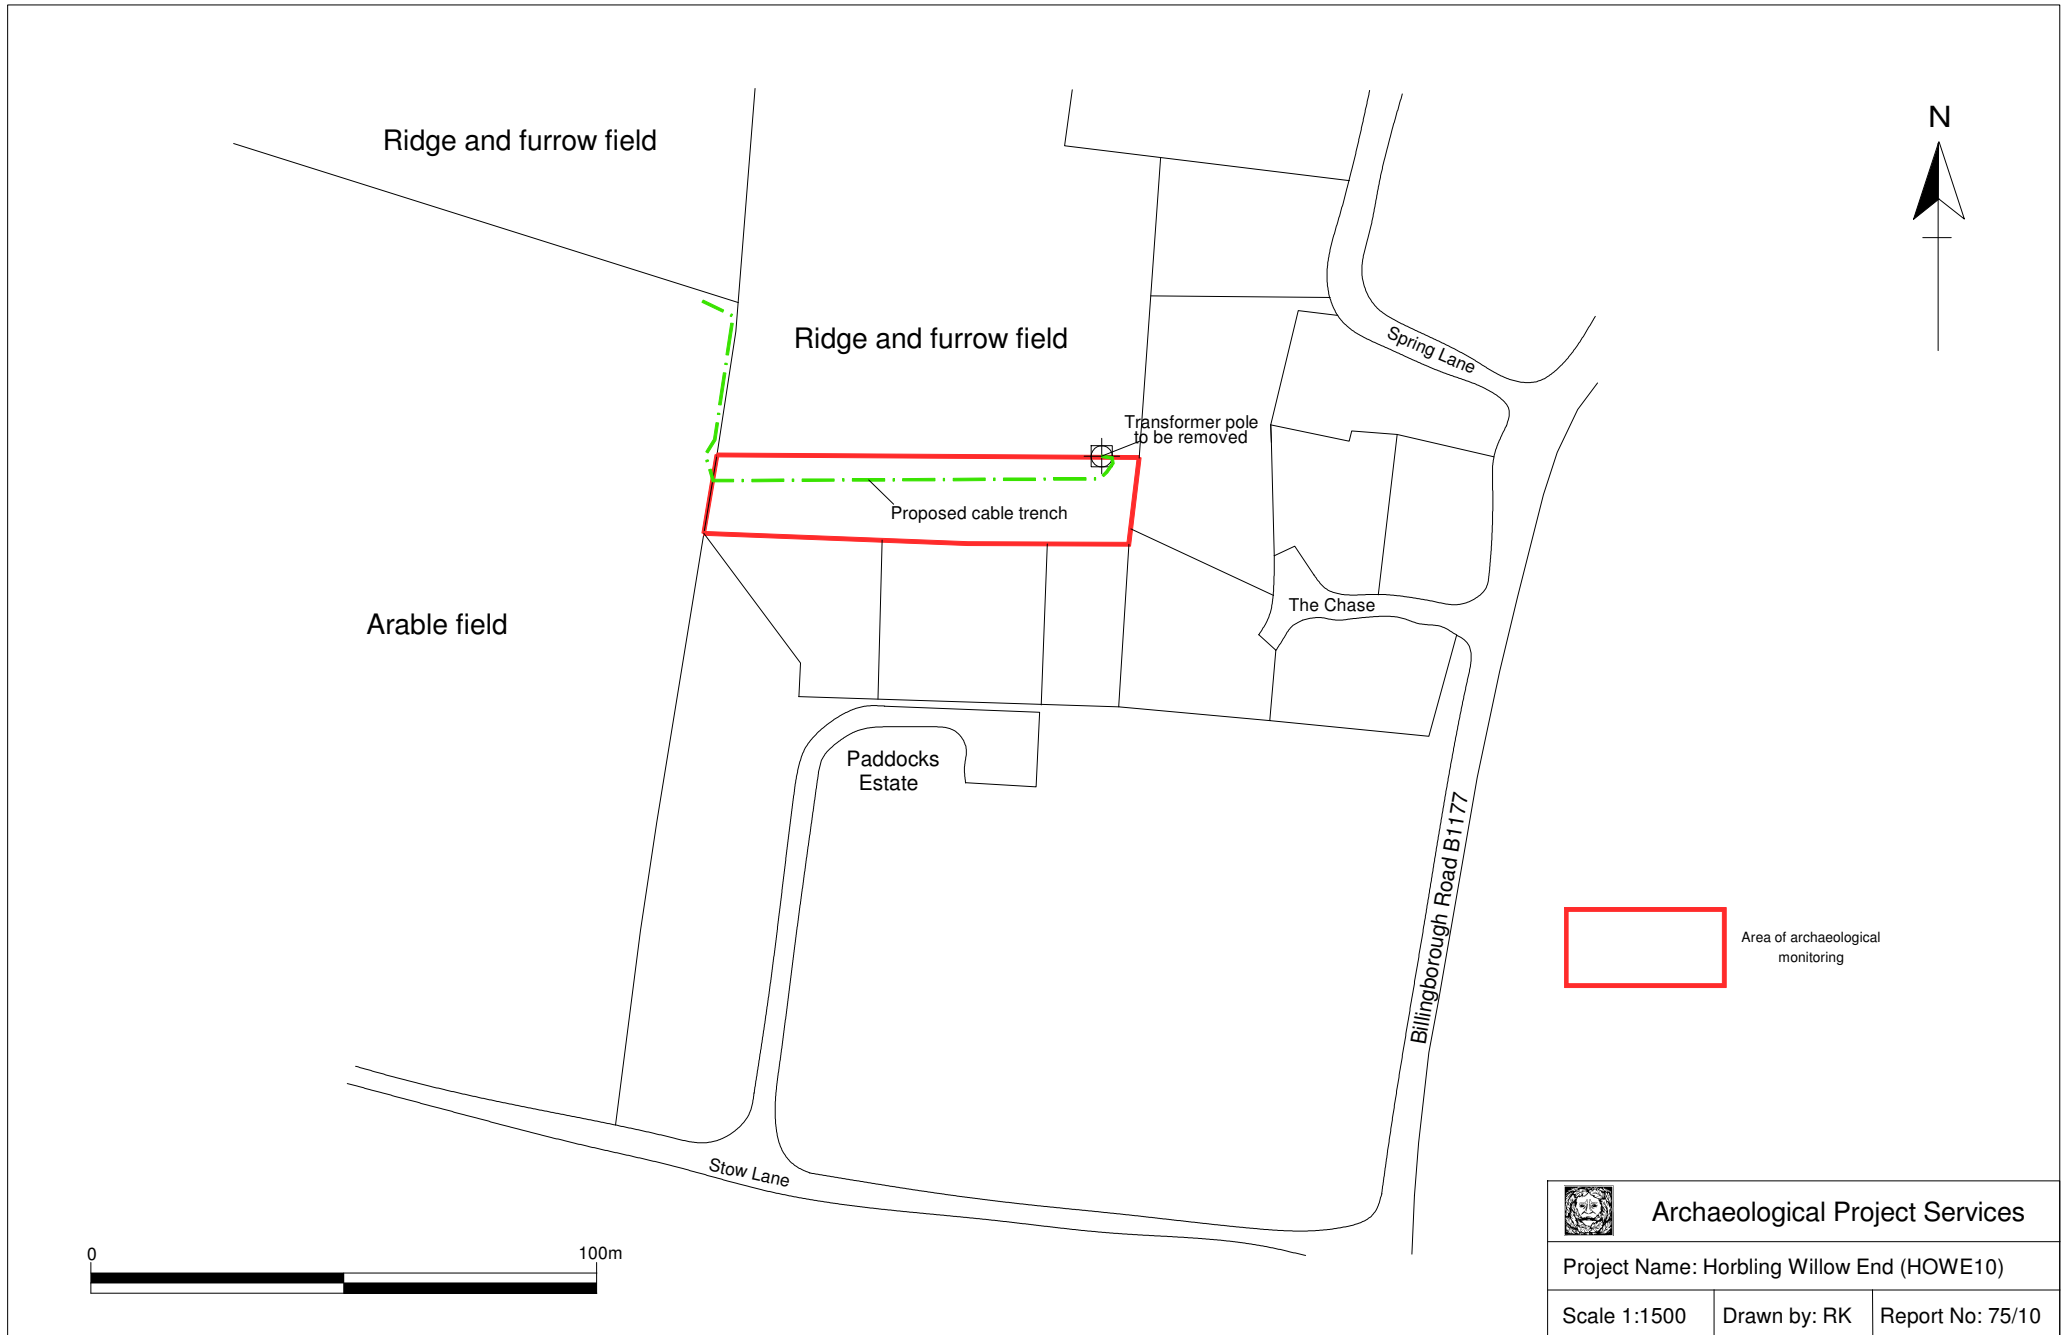 Ridge and furrow field
N
Ridge and furrow field
Spring Lane
Transformer pole
to be removed
Proposed cable trench
The Chase
Arable field
Paddocks
Estate
Billingborough Road B1177
Area of archaeological
monitoring
Stow Lane
0 100m
Archaeological Project Services
Project Name: Horbling Willow End (HOWE10)
Scale 1:1500 Drawn by: RK Report No: 75/10